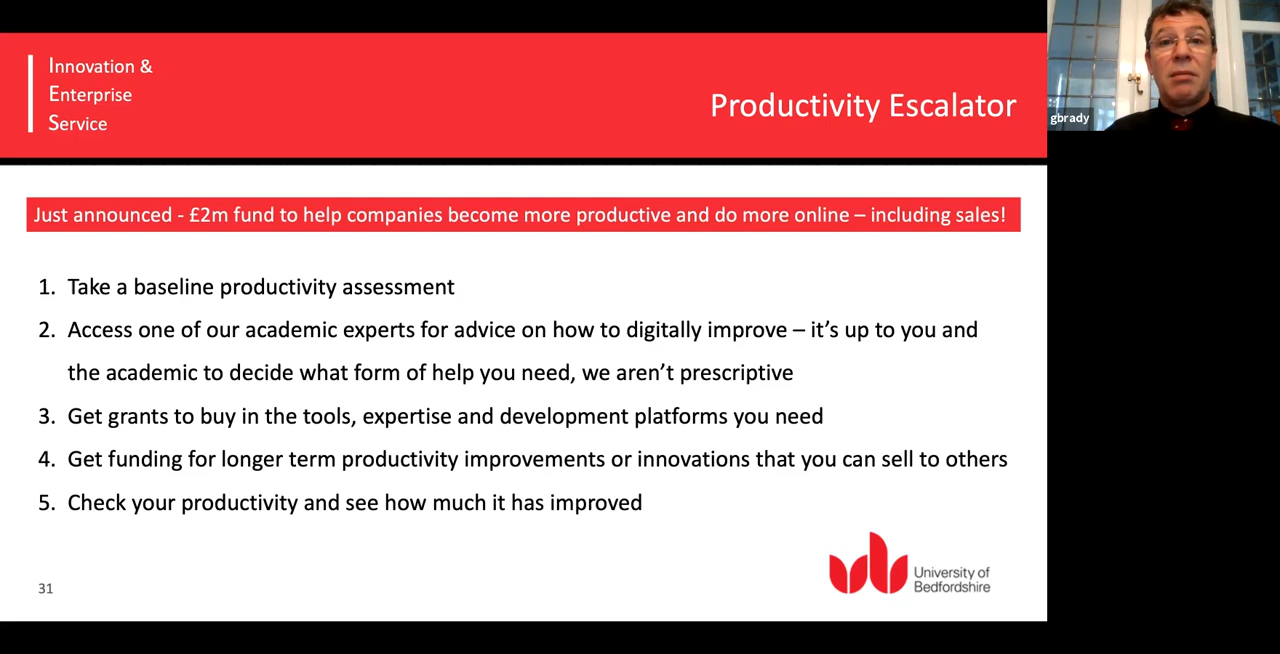 Innovation &
Enterprise
Service
Productivity Escalator
gbrady
Just announced - £2m fund to help companies become more productive and do more online – including sales!
1. Take a baseline productivity assessment
2. Access one of our academic experts for advice on how to digitally improve – it’s up to you and
the academic to decide what form of help you need, we aren’t prescriptive
3. Get grants to buy in the tools, expertise and development platforms you need
4. Get funding for longer term productivity improvements or innovations that you can sell to others
5. Check your productivity and see how much it has improved
31
University of
Bedfordshire